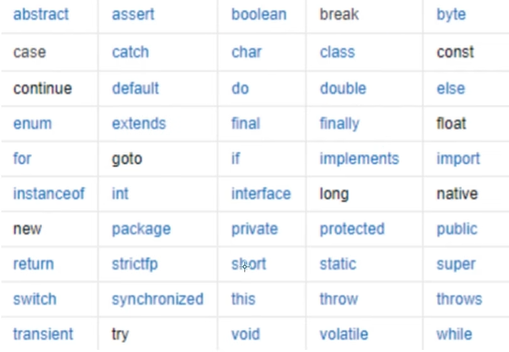 abstract assert boolean break byte
case catch char class const
continue default do double else
enum extends final finally float
for goto if implements import
instanceof int interface long native
new package private protected public
return strictfp short static super
switch synchronized this throw throws
transient try void volatile while